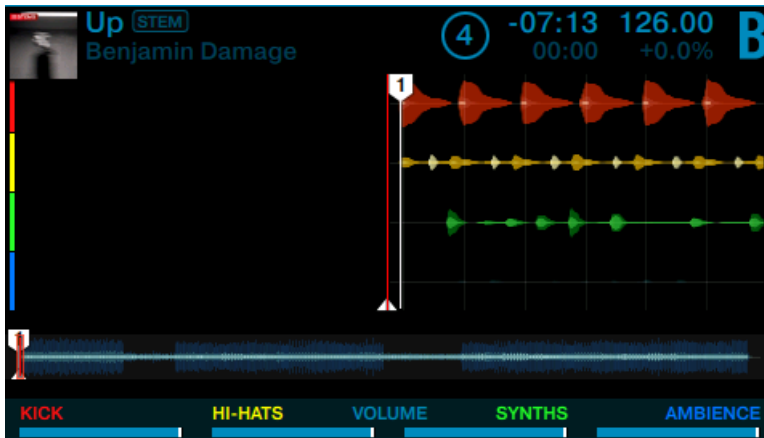 Up STEM
Benjamin Damage
4
-07:13
00:00
126.00
+0.0%
B
1
1
KICK
HI-HATS
VOLUME
SYNTHS
AMBIENCE